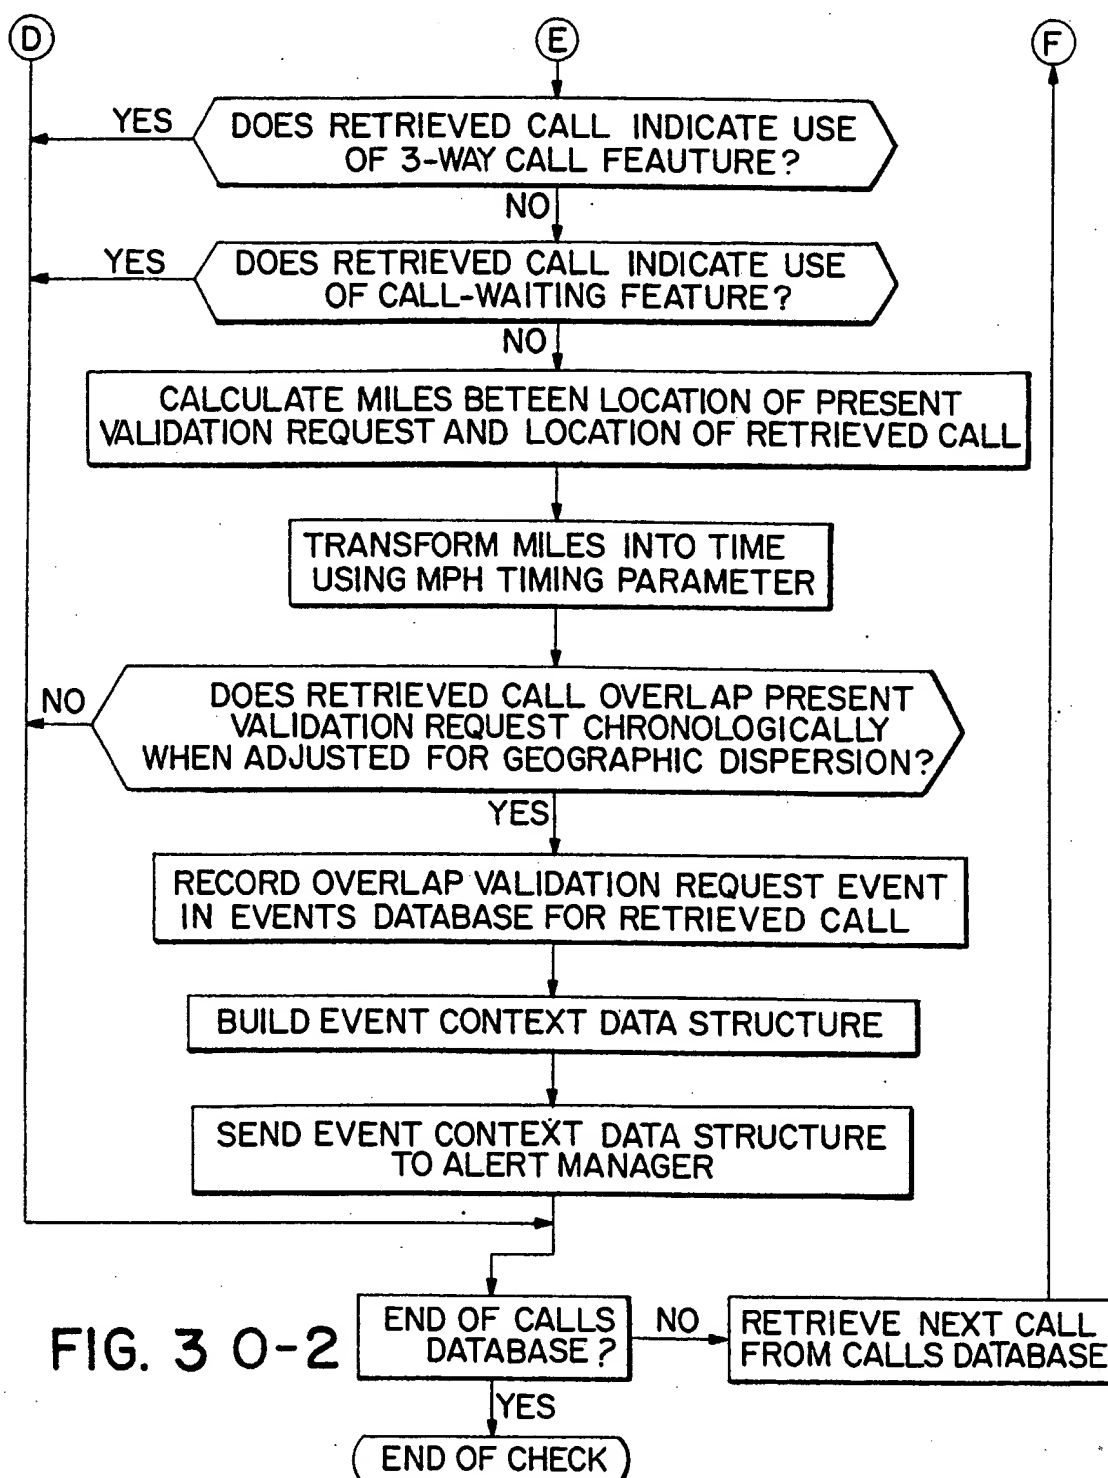 D
E
F
YES
DOES RETRIEVED CALL INDICATE USE
OF 3-WAY CALL FEAUTURE?
NO
YES
DOES RETRIEVED CALL INDICATE USE
OF CALL-WAITING FEATURE?
NO
CALCULATE MILES BETEEN LOCATION OF PRESENT
VALIDATION REQUEST AND LOCATION OF RETRIEVED CALL
TRANSFORM MILES INTO TIME
USING MPH TIMING PARAMETER
NO
DOES RETRIEVED CALL OVERLAP PRESENT
VALIDATION REQUEST CHRONOLOGICALLY
WHEN ADJUSTED FOR GEOGRAPHIC DISPERSION?
YES
RECORD OVERLAP VALIDATION REQUEST EVENT
IN EVENTS DATABASE FOR RETRIEVED CALL
BUILD EVENT CONTEXT DATA STRUCTURE
SEND EVENT CONTEXT DATA STRUCTURE
TO ALERT MANAGER
END OF CALLS
DATABASE?
NO
RETRIEVE NEXT CALL
FROM CALLS DATABASE
YES
END OF CHECK
FIG. 3 O-2